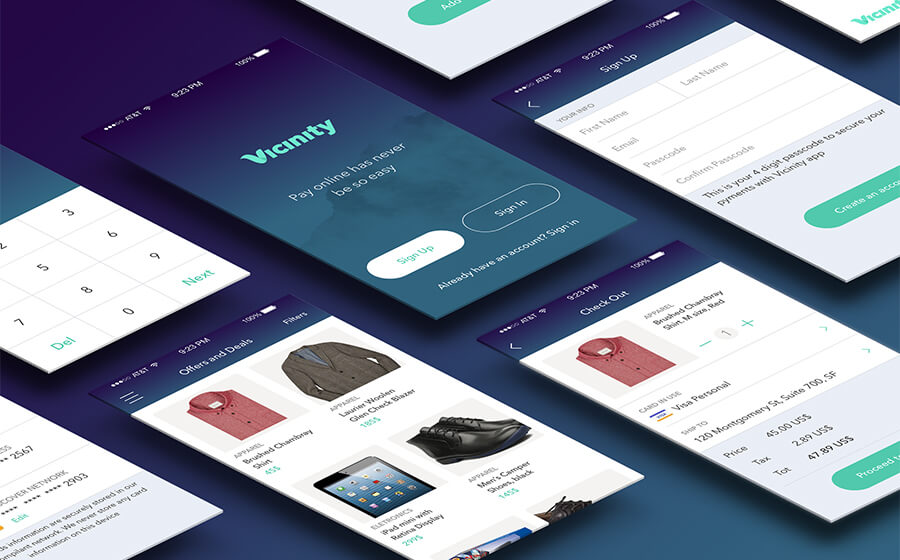 Add
Vicinity
AT&T 9:23 PM 100%
Vicinity
Pay online has never
be so easy
Sign Up
Sign In
Already have an account? Sign in
AT&T 9:23 PM 100%
Sign Up
YOUR INFO
First Name
Last Name
Email
Passcode
Confirm Passcode
This is your 4 digit passcode to secure your
pyments with Vicinity app
Create an accou
2 3
5 6
7 8 9
Del 0 Next
AT&T 9:23 PM 100%
Offers and Deals
Filters
APPAREL
Brushed Chambray
Shirt
45$
APPAREL
Laurier Woolen
Glen Check Blazer
185$
ELETRONICS
iPad mini with
Retina Display
299$
APPAREL
Men's Camper
Shoes, black
145$
AT&T 9:23 PM 100%
Check Out
APPAREL
Brushed Chambray
Shirt, M size, Red
1
CARD IN USE
Visa Personal
SHIP TO
120 Montgomery St, Suite 700 ,SF
Price 45.00 US$
Tax 2.89 US$
Tot 47.89 US$
Proceed to
ESS
•• **** 2567
COVER NETWORK
** **** **** 2903
Edit
ds information are securely stored in our
ompliant network. We never store any card
information on this device